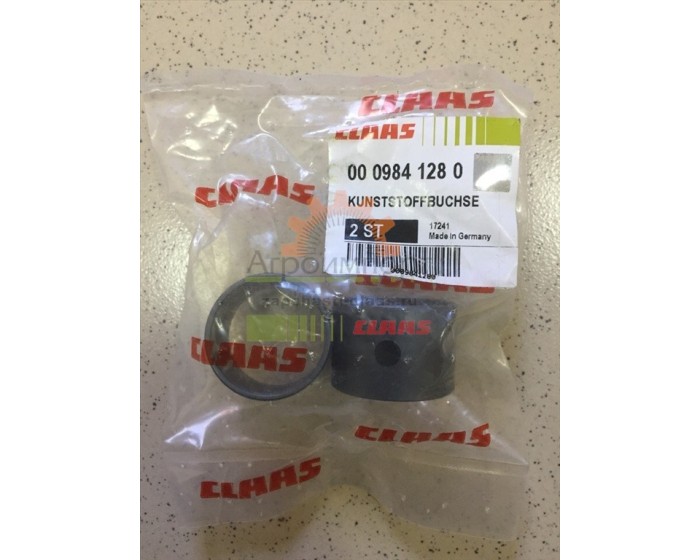 CLAAS
CLAAS
00 0984 128 0
KUNSTSTOFFBUCHSE
2 ST
17241
Made in Germany
CLAAS
CLAAS
CLAAS
CLAAS
CLAAS